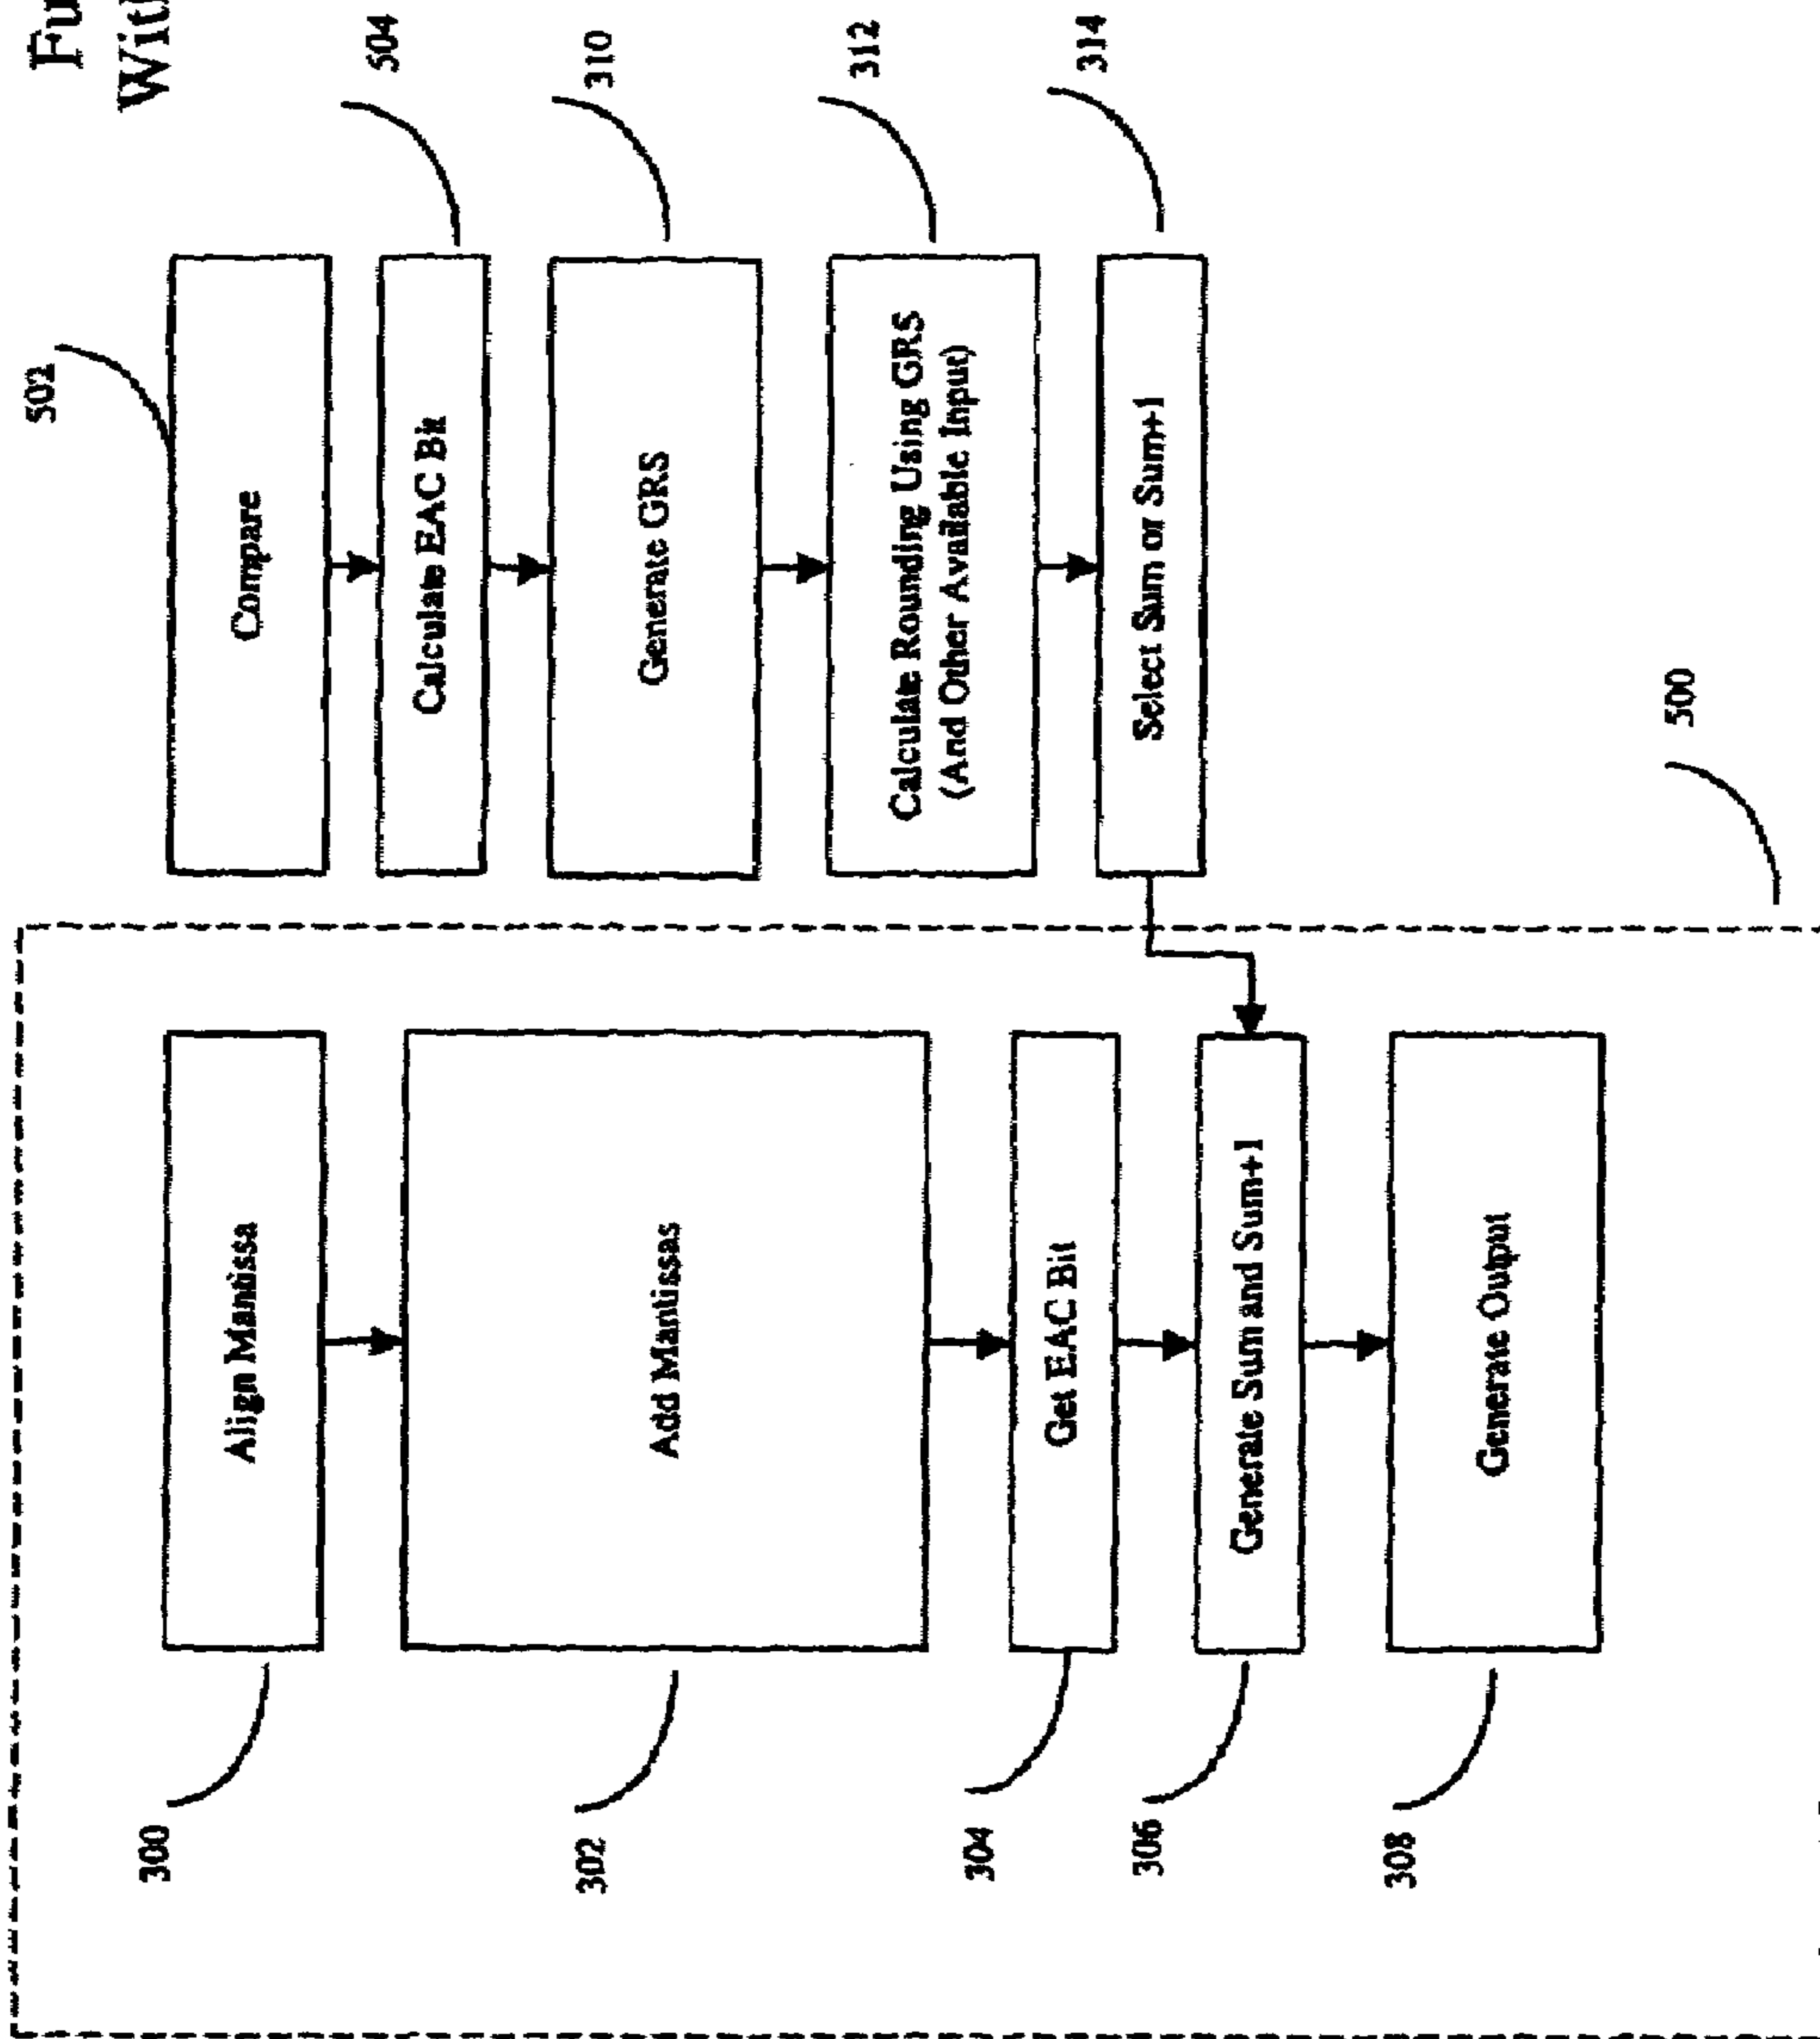 Fu
Wit
502
Compare
504
Calculate EAC Bit
310
Generate GRS
312
Calculate Rounding Using GRS
(And Other Available Input)
314
Select Sum or Sum+1
500
300
Align Mantissa
302
Add Mantissas
304
Get EAC Bit
306
Generate Sum and Sum+1
308
Generate Output